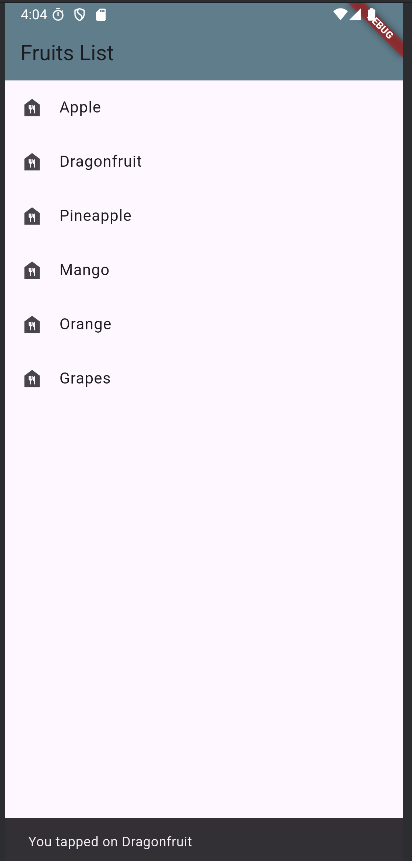 4:04
DEBUG
Fruits List
Apple
Dragonfruit
Pineapple
Mango
Orange
Grapes
You tapped on Dragonfruit